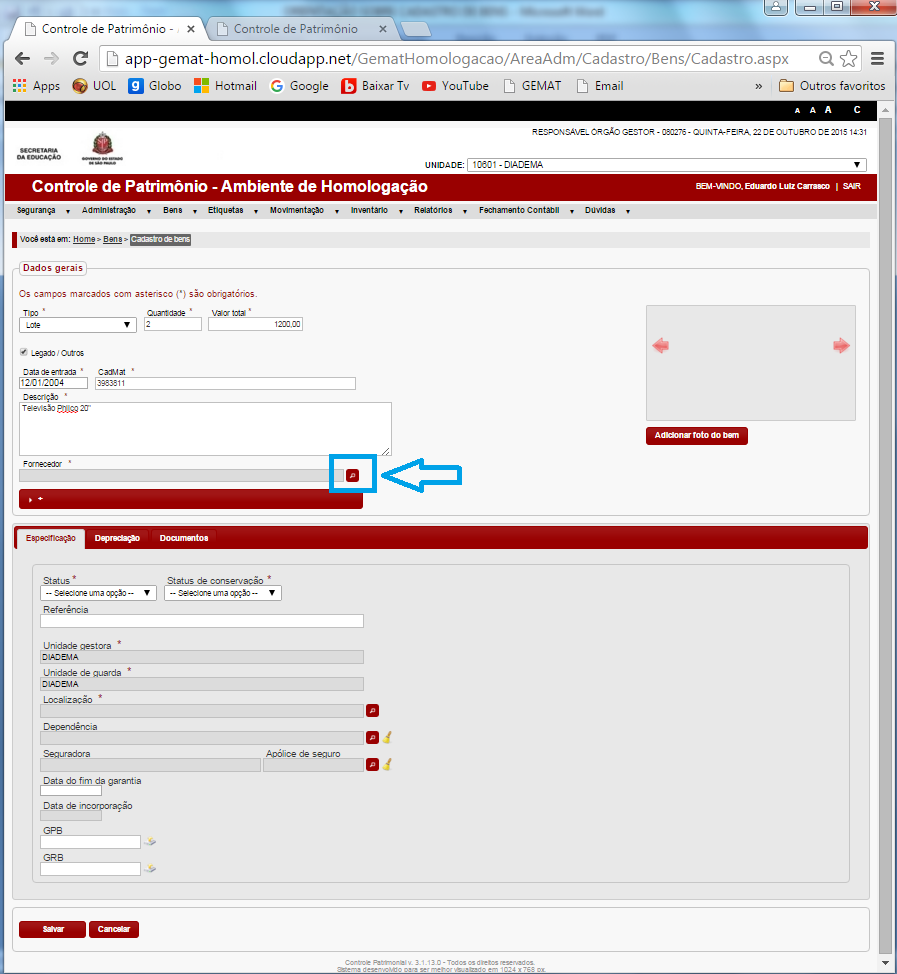 Controle de Patrimônio - A
Controle de Patrimônio
app-gemat-homol.cloudapp.net/GematHomologacao/AreaAdm/Cadastro/Bens/Cadastro.aspx
Apps UOL Globo Hotmail Google Baixar Tv YouTube GEMAT Email » Outros favoritos
A A A C
RESPONSÁVEL ÓRGÃO GESTOR - 080276 - QUINTA-FEIRA, 22 DE OUTUBRO DE 2015 14:31
SECRETARIA
DA EDUCAÇÃO
GOVERNO DO ESTADO
DE SÃO PAULO
UNIDADE: 10601 - DIADEMA
Controle de Patrimônio - Ambiente de Homologação
BEM-VINDO, Eduardo Luiz Carrasco | SAIR
Segurança Administração Bens Etiquetas Movimentação Inventário Relatórios Fechamento Contábil Dúvidas
Você está em: Home > Bens > Cadastro de bens
Dados gerais
Os campos marcados com asterisco (*) são obrigatórios.
Tipo * Quantidade * Valor total *
Lote 2 1200,00
Legado / Outros
Data de entrada * CadMat *
12/01/2004 3983811
Descrição *
Televisão Philco 20"
Adicionar foto do bem
Fornecedor *
Especificação Depreciação Documentos
Status * Status de conservação *
-- Selecione uma opção -- -- Selecione uma opção --
Referência
Unidade gestora *
DIADEMA
Unidade de guarda *
DIADEMA
Localização *
Dependência
Seguradora Apólice de seguro
Data do fim da garantia
Data de incorporação
GPB
GRB
Salvar Cancelar
Controle Patrimonial v. 3.1.13.0 - Todos os direitos reservados.
Sistema desenvolvido para ser melhor visualizado em 1024 x 768 px.